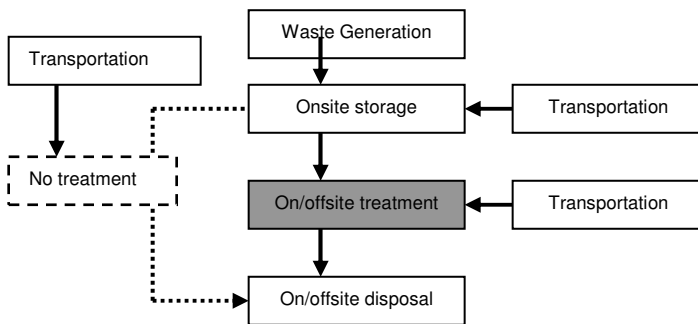 Waste Generation
Transportation
Onsite storage
Transportation
No treatment
On/offsite treatment
Transportation
On/offsite disposal